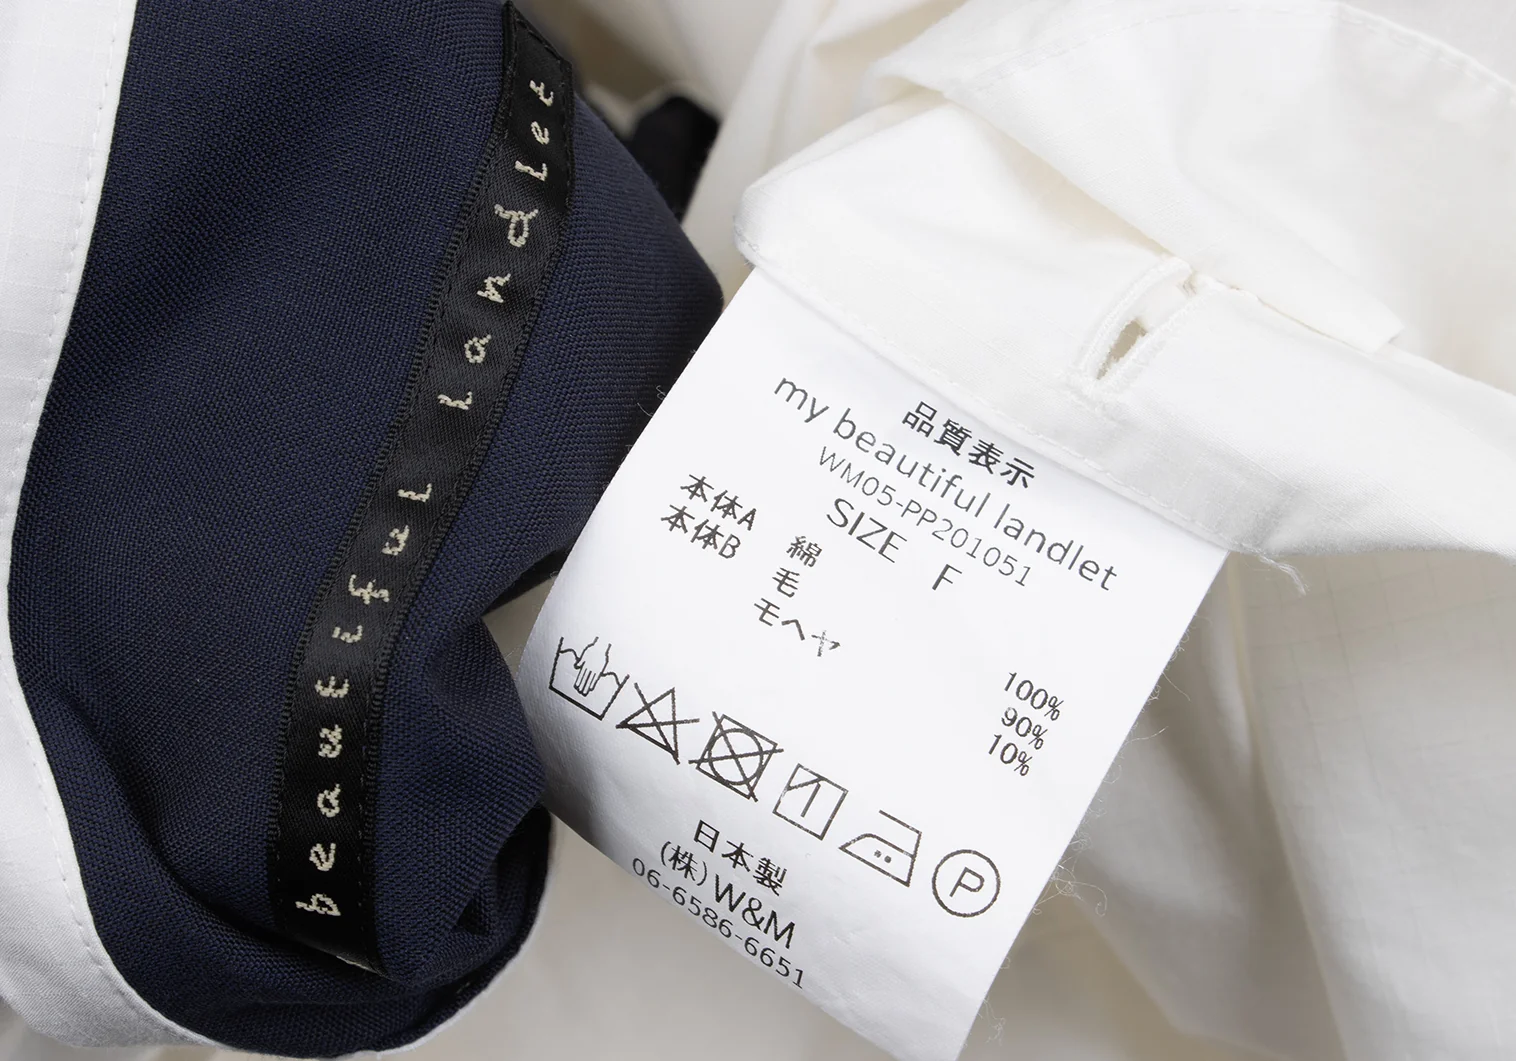 beautiful landlet
品質表示
my beautiful landlet
WM05-PP201051
SIZE F
本体A 綿 100%
本体B 毛 90%
モヘヤ 10%
P
日本製
(株) W&M
06-6586-6651